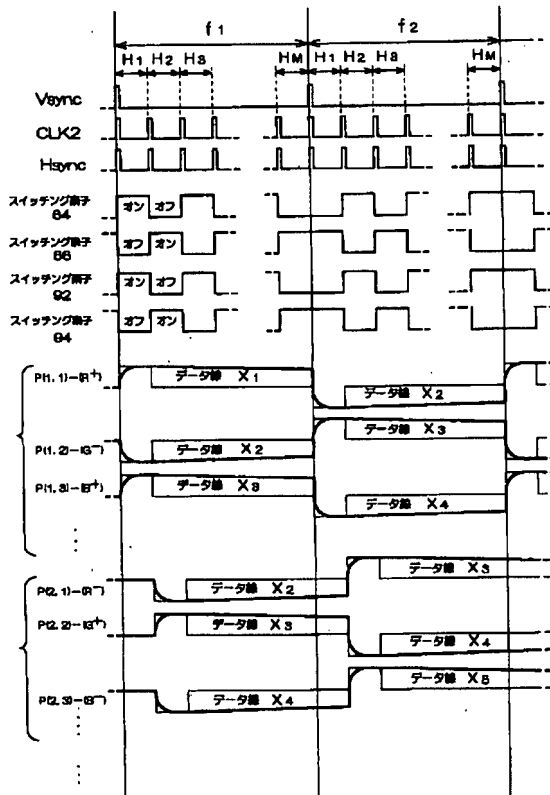 f1 f2
H1 H2 H3 HM H1 H2 H3 HM
Vsync
CLK2
Hsync
スイッチング素子
84
オン オフ
スイッチング素子
86
オフ オン
スイッチング素子
92
オン オフ
スイッチング素子
94
オフ オン
P(1,1)-(R+) データ線 X1 データ線 X2
データ線 X3
P(1,2)-(G-) データ線 X2
P(1,3)-(B+) データ線 X3
データ線 X4
データ線 X3
P(2,1)-(R-) データ線 X2
P(2,2)-(G+) データ線 X3
データ線 X4
データ線 X5
P(2,3)-(B-) データ線 X4